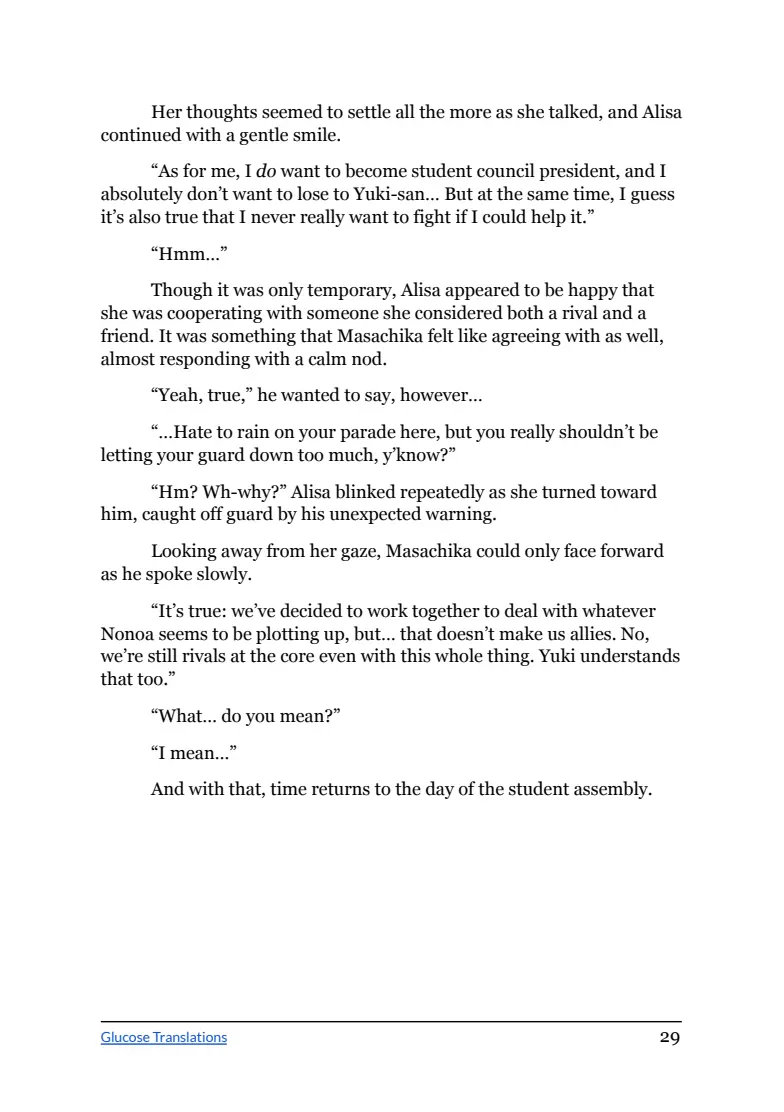 Her thoughts seemed to settle all the more as she talked, and Alisa
continued with a gentle smile.
“As for me, I do want to become student council president, and I
absolutely don’t want to lose to Yuki-san… But at the same time, I guess
it’s also true that I never really want to fight if I could help it.”
“Hmm…”
Though it was only temporary, Alisa appeared to be happy that
she was cooperating with someone she considered both a rival and a
friend. It was something that Masachika felt like agreeing with as well,
almost responding with a calm nod.
“Yeah, true,” he wanted to say, however…
“…Hate to rain on your parade here, but you really shouldn’t be
letting your guard down too much, y’know?”
“Hm? Wh-why?” Alisa blinked repeatedly as she turned toward
him, caught off guard by his unexpected warning.
Looking away from her gaze, Masachika could only face forward
as he spoke slowly.
“It’s true: we’ve decided to work together to deal with whatever
Nonoa seems to be plotting up, but… that doesn’t make us allies. No,
we’re still rivals at the core even with this whole thing. Yuki understands
that too.”
“What… do you mean?”
“I mean…”
And with that, time returns to the day of the student assembly.
Glucose Translations 29